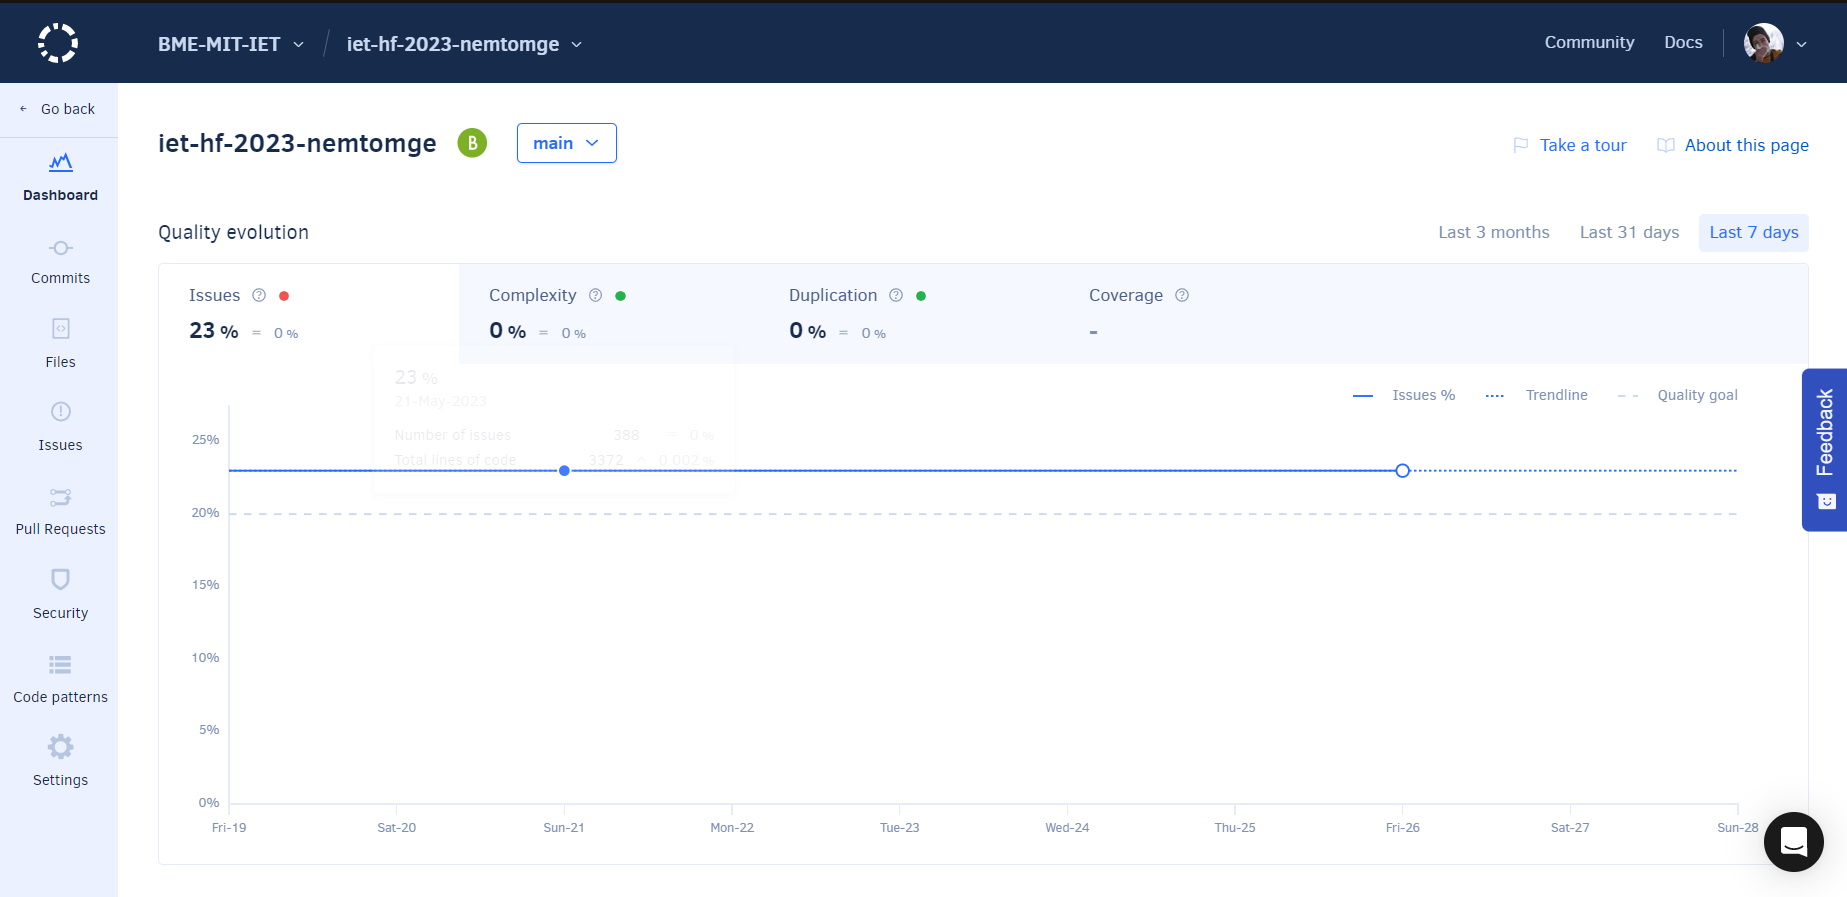 BME-MIT-IET / iet-hf-2023-nemtomge Community Docs
← Go back
Dashboard
Commits
Files
Issues
Pull Requests
Security
Code patterns
Settings
iet-hf-2023-nemtomge B main Take a tour About this page
Quality evolution Last 3 months Last 31 days Last 7 days
Issues Complexity Duplication Coverage
23 % = 0 % 0 % = 0 % 0 % = 0 % -
23 %
21-May-2023
Number of issues 388 = 0 %
Total lines of code 3372 ^ 0.002 %
Issues % Trendline Quality goal
25%
20%
15%
10%
5%
0%
Fri-19 Sat-20 Sun-21 Mon-22 Tue-23 Wed-24 Thu-25 Fri-26 Sat-27 Sun-28
Feedback